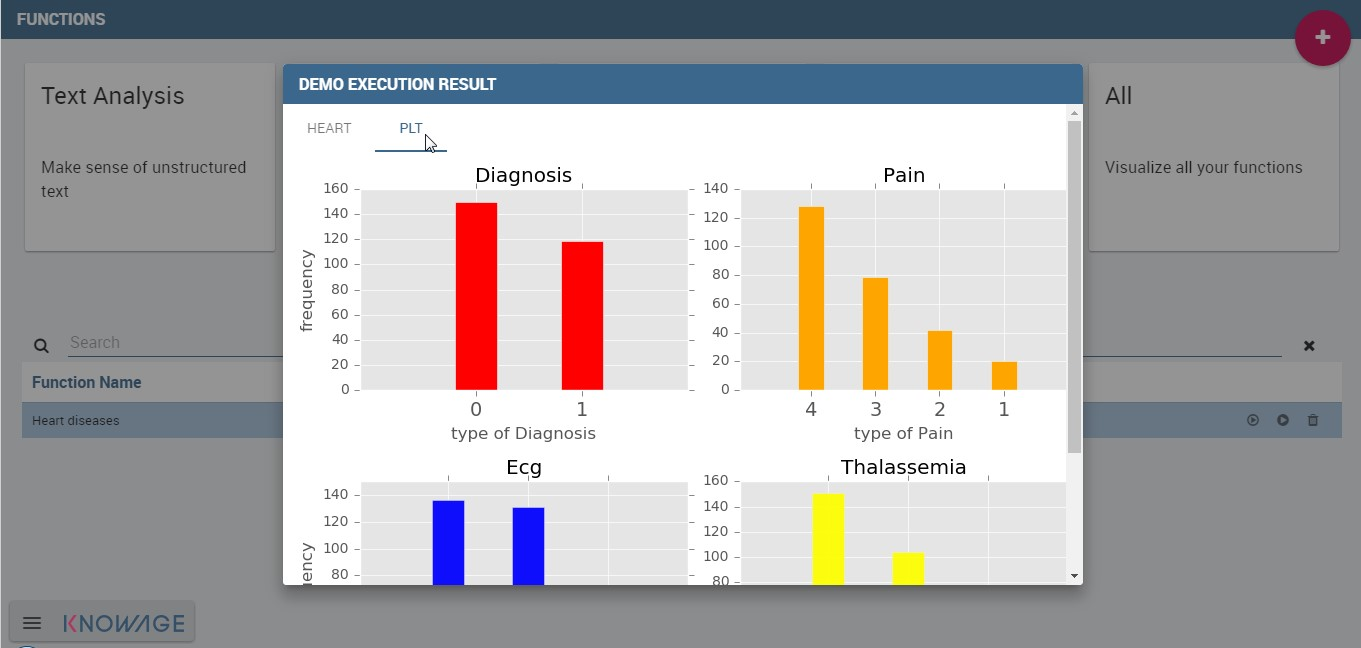 FUNCTIONS
+
Text Analysis
Make sense of unstructured
text
All
Visualize all your functions
Search
Function Name
Heart diseases
DEMO EXECUTION RESULT
HEART PLT
Diagnosis
160
140
120
100
80
60
40
20
0
frequency
0 1
type of Diagnosis
Pain
140
120
100
80
60
40
20
0
4 3 2 1
type of Pain
Ecg
140
120
100
80
Thalassemia
160
140
120
100
80
KNOWAGE